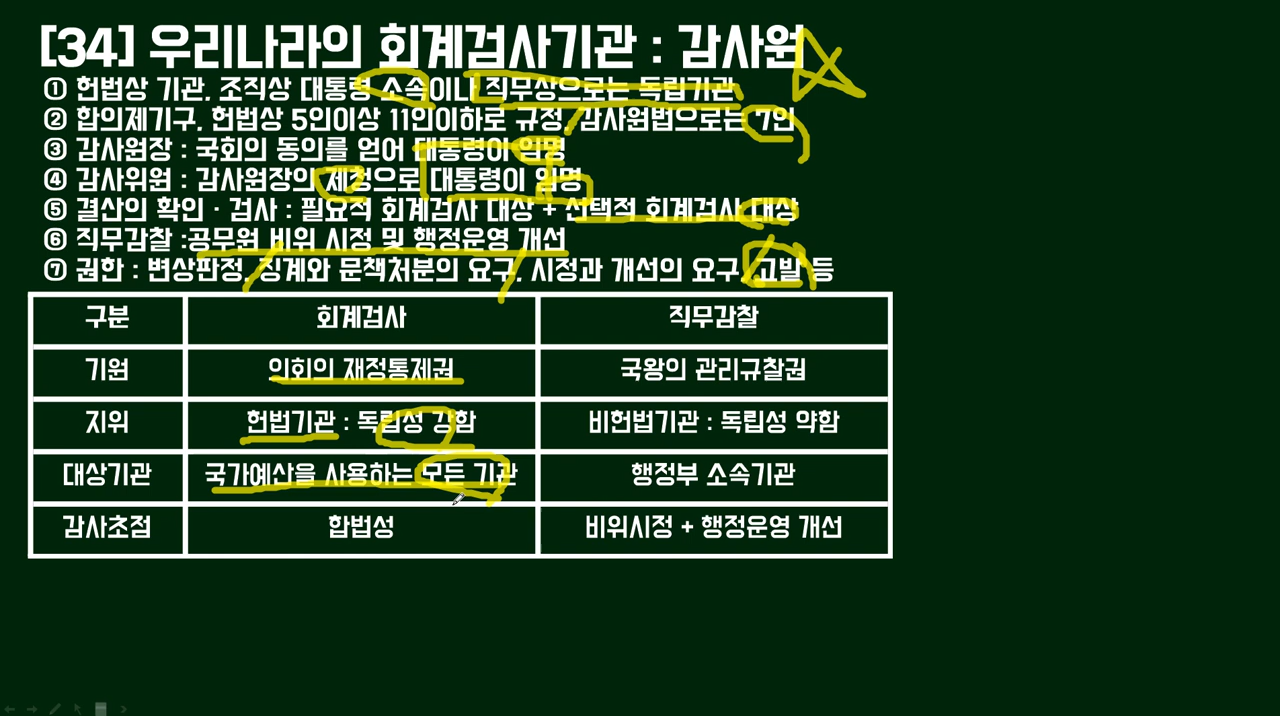 [34] 우리나라의 회계검사기관 : 감사원
① 헌법상 기관, 조직상 대통령 소속이나 직무상으로는 독립기관
② 합의제기구, 헌법상 5인이상 11인이하로 규정, 감사원법으로는 7인
③ 감사원장 : 국회의 동의를 얻어 대통령이 임명
④ 감사위원 : 감사원장의 제청으로 대통령이 임명
⑤ 결산의 확인 · 검사 : 필요적 회계검사 대상 + 선택적 회계검사 대상
⑥ 직무감찰 :공무원 비위 시정 및 행정운영 개선
⑦ 권한 : 변상판정, 징계와 문책처분의 요구, 시정과 개선의 요구, 고발 등
구분 회계검사 직무감찰
기원 의회의 재정통제권 국왕의 관리규찰권
지위 헌법기관 : 독립성 강함 비헌법기관 : 독립성 약함
대상기관 국가예산을 사용하는 모든 기관 행정부 소속기관
감사초점 합법성 비위시정 + 행정운영 개선